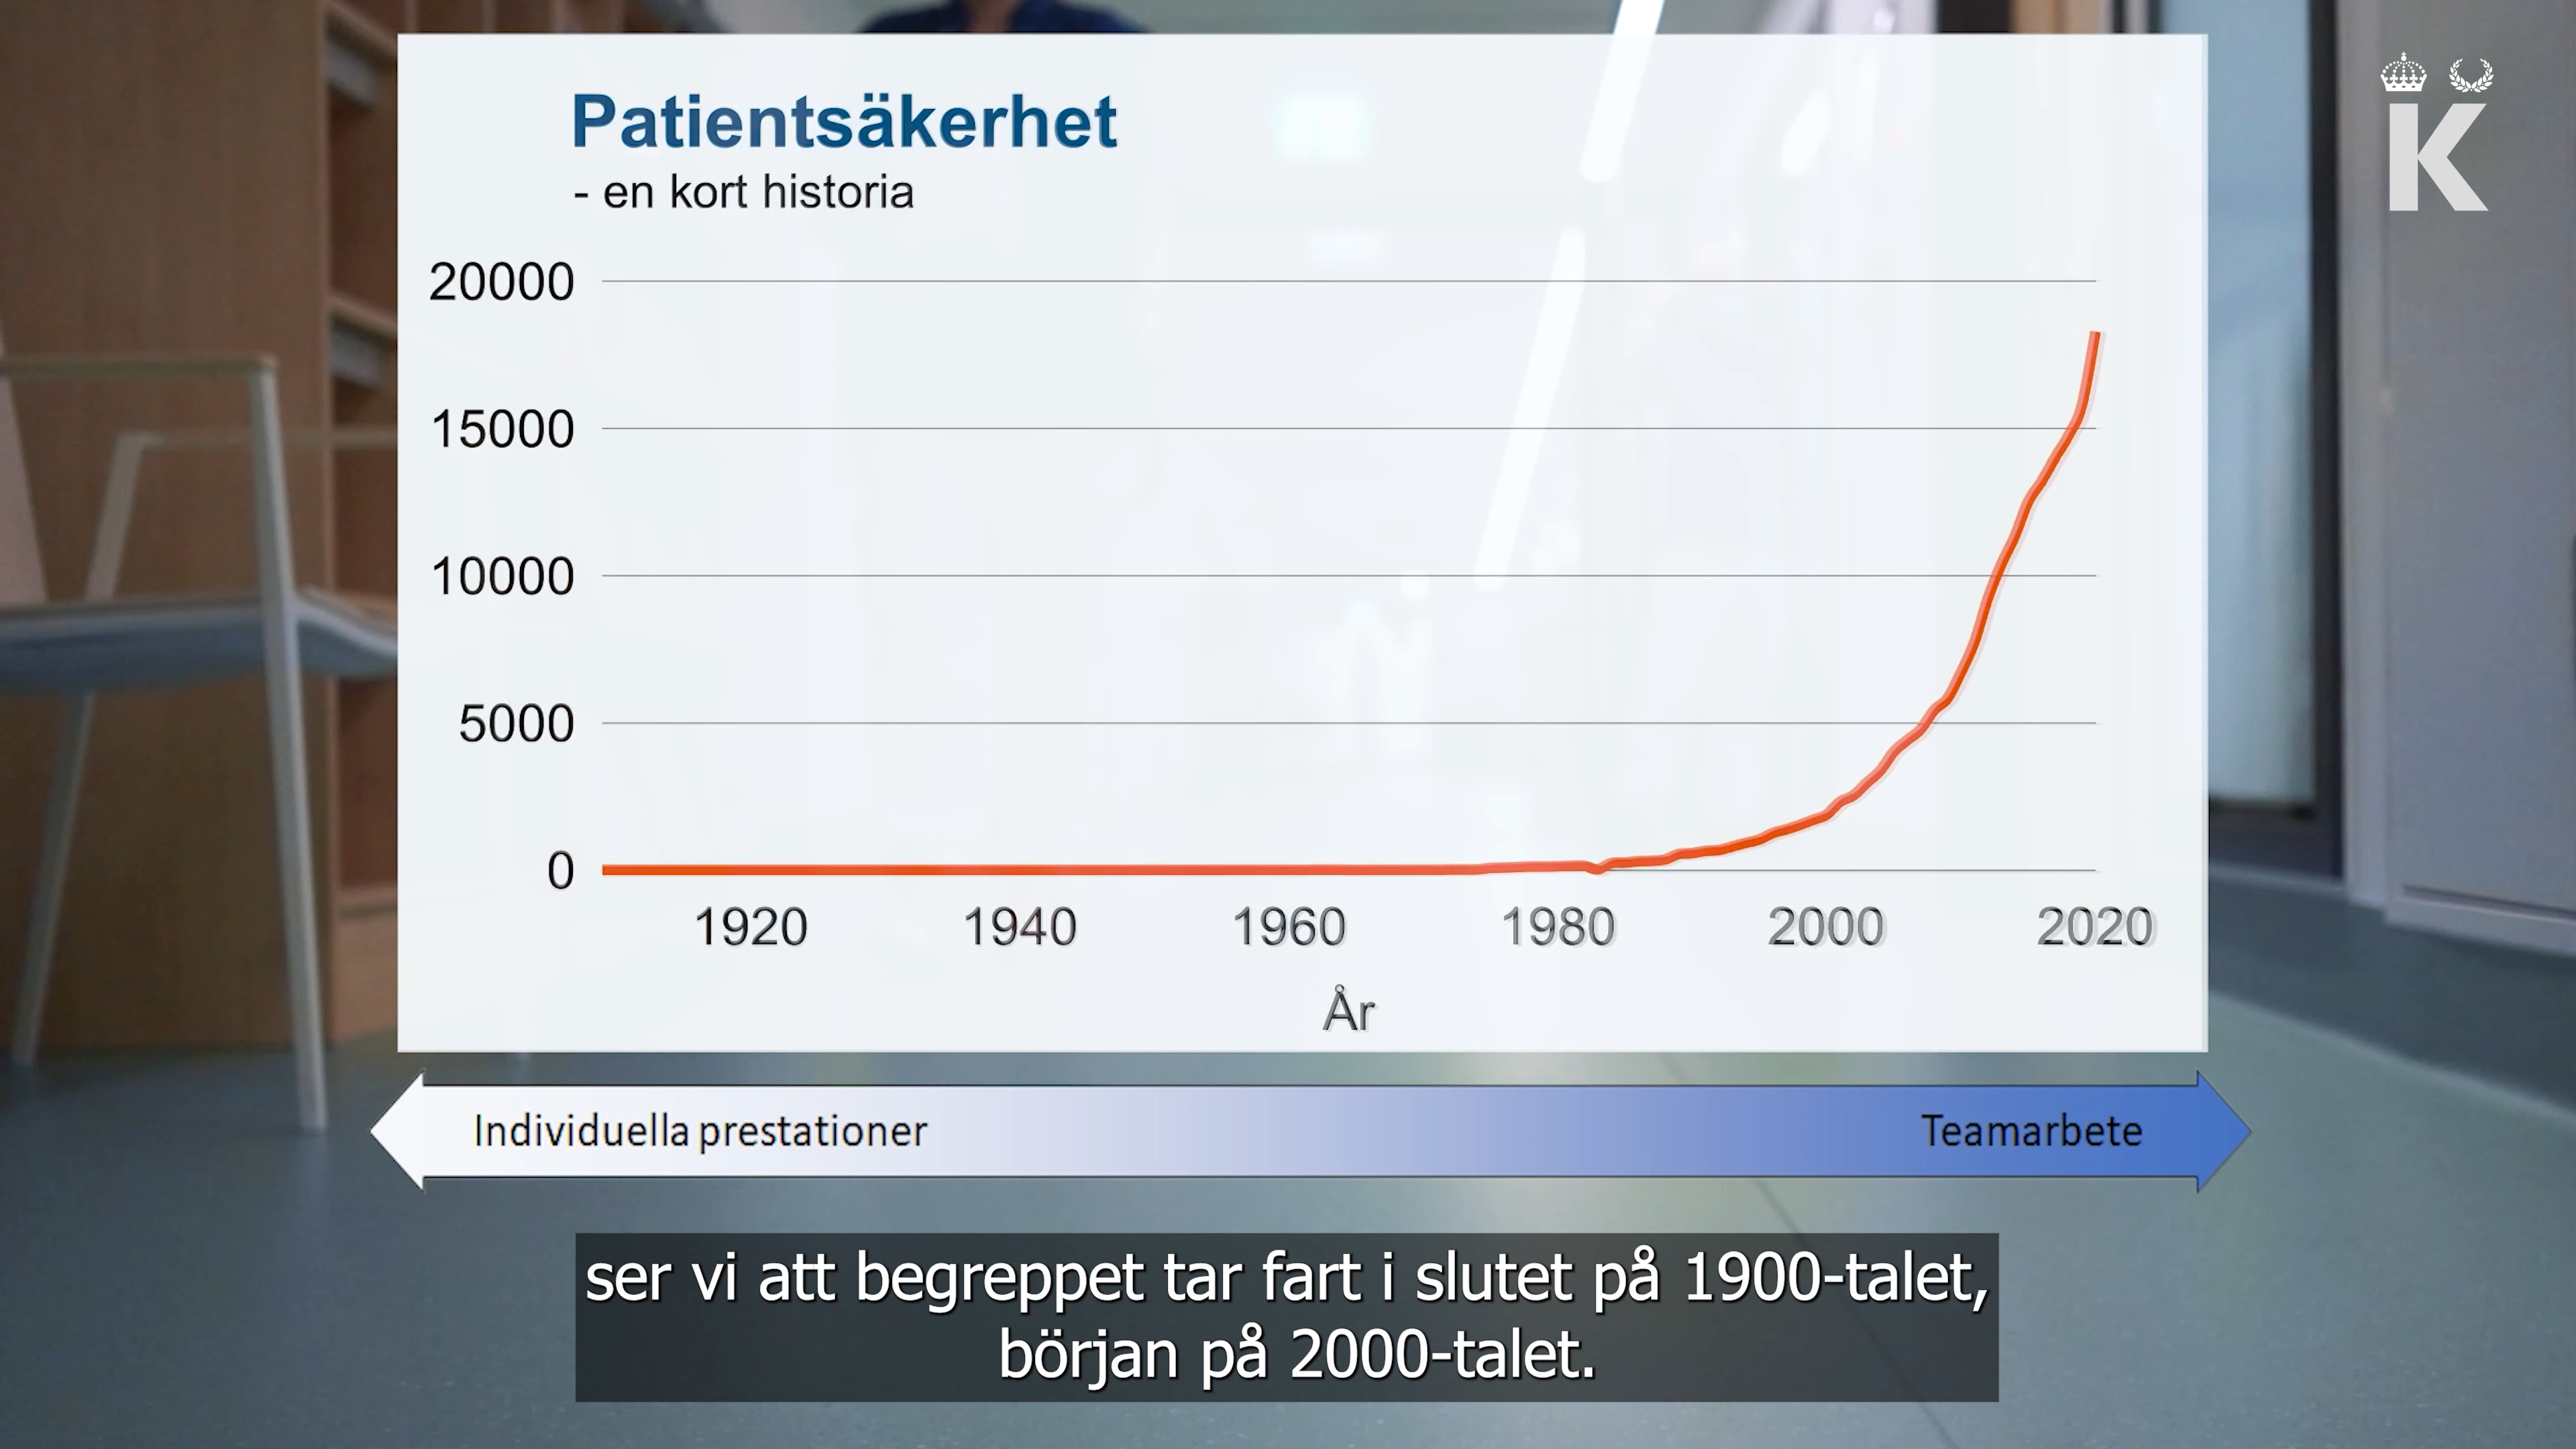 K
Patientsäkerhet
- en kort historia
20000
15000
10000
5000
0
1920 1940 1960 1980 2000 2020
År
Individuella prestationer Teamarbete
ser vi att begreppet tar fart i slutet på 1900-talet,
början på 2000-talet.